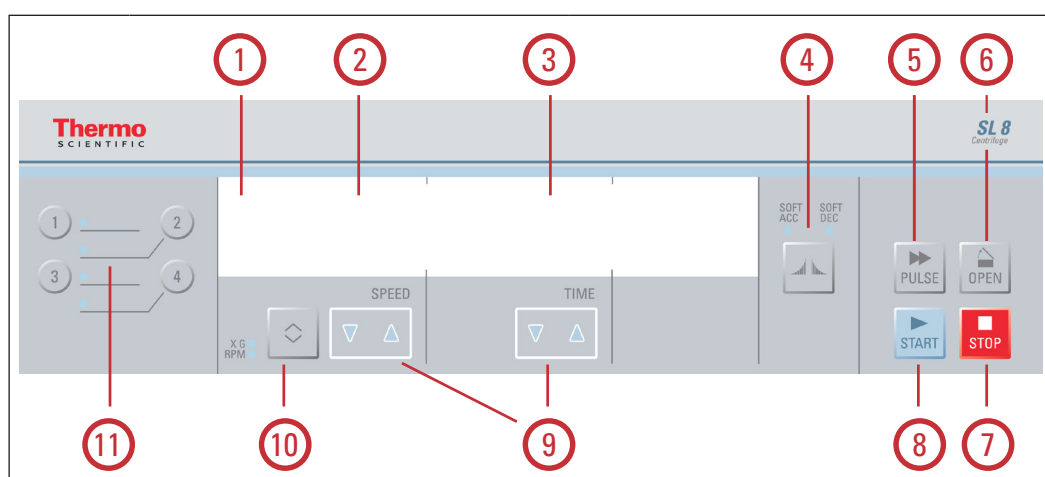 1 2 3 4 5 6
Thermo
SCIENTIFIC
SL 8
Centrifuge
1 2
3 4
SOFT ACC
SOFT DEC
PULSE
OPEN
SPEED
TIME
X G
RPM
START
STOP
11 10 9 8 7